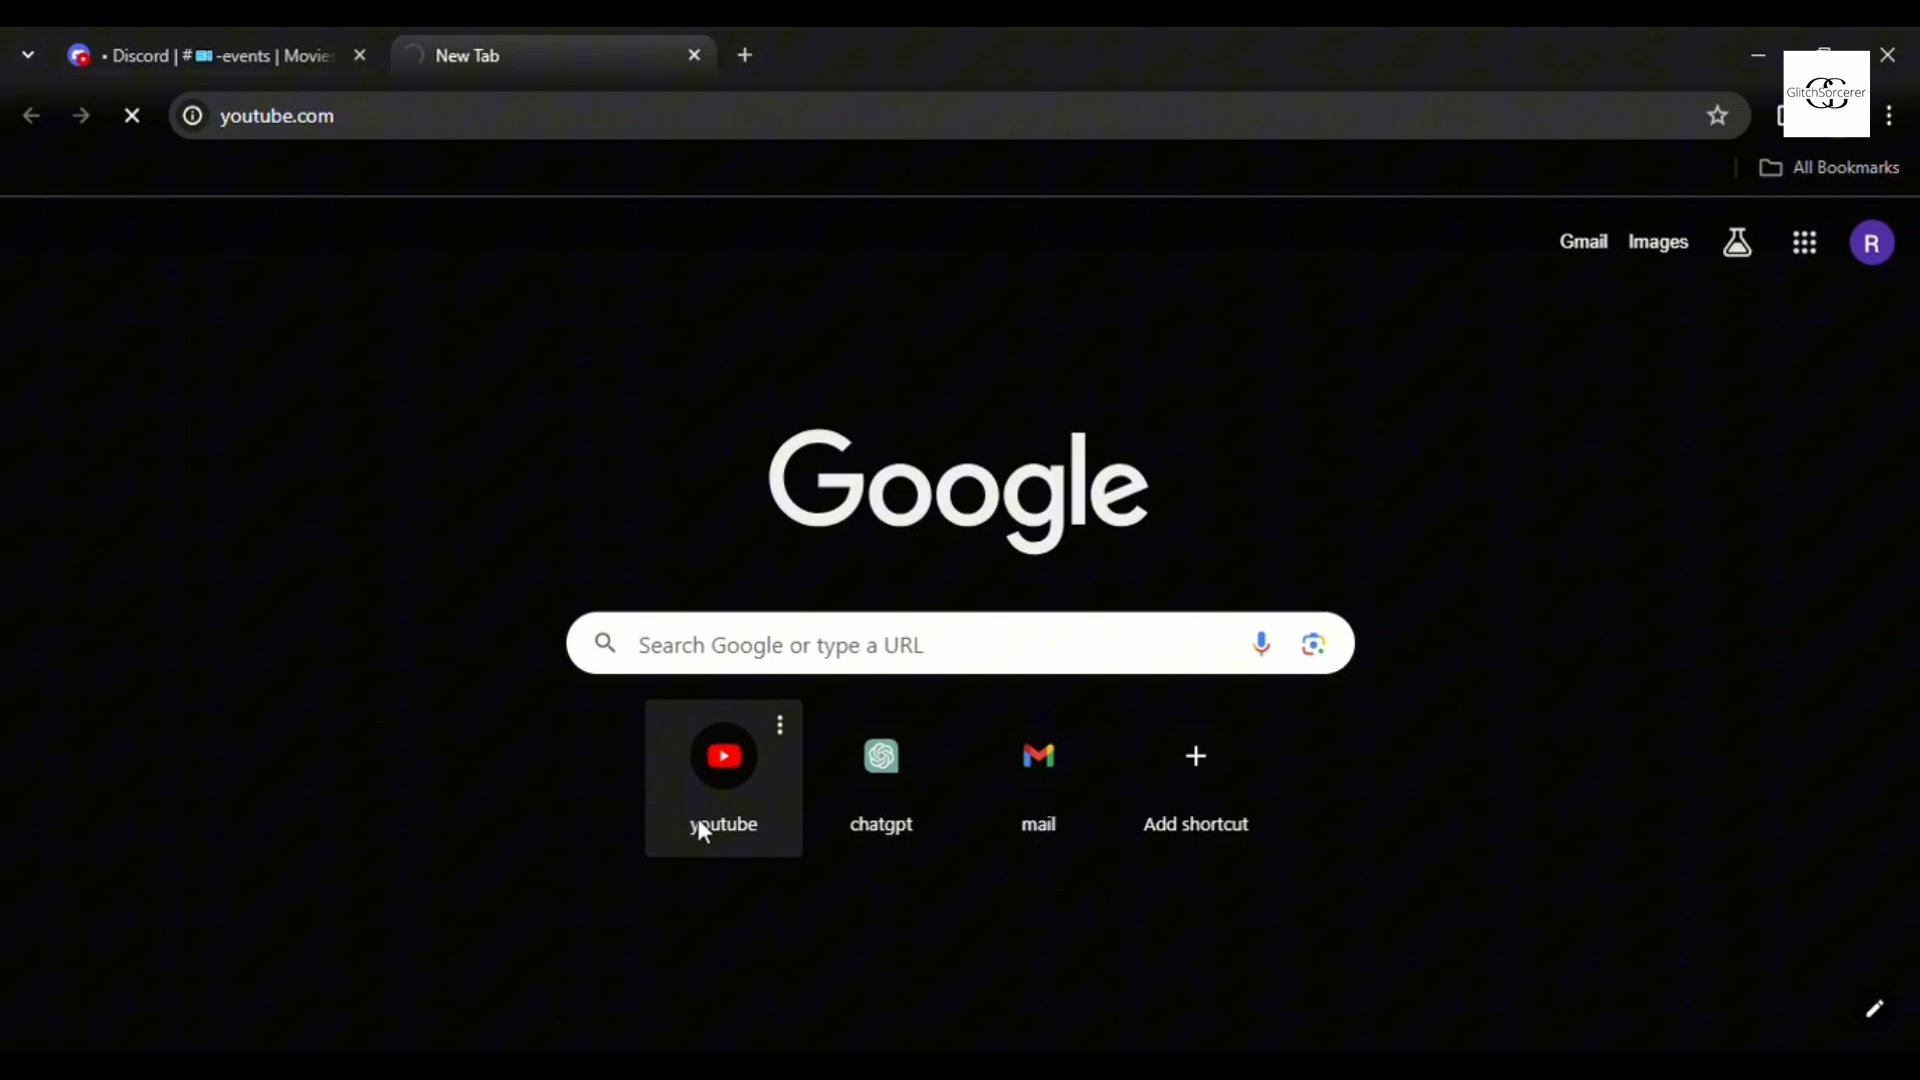 • Discord | #-events | Movie
New Tab
youtube.com
GlitchSorcerer
All Bookmarks
Gmail
Images
R
Google
Search Google or type a URL
youtube
chatgpt
mail
Add shortcut